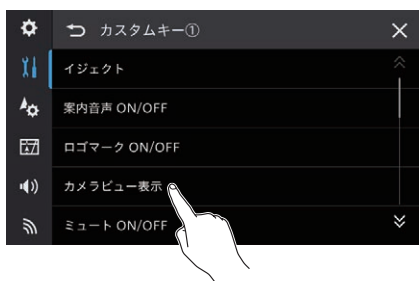 カスタムキー①
イジェクト
案内音声 ON/OFF
ロゴマーク ON/OFF
カメラビュー表示
ミュート ON/OFF